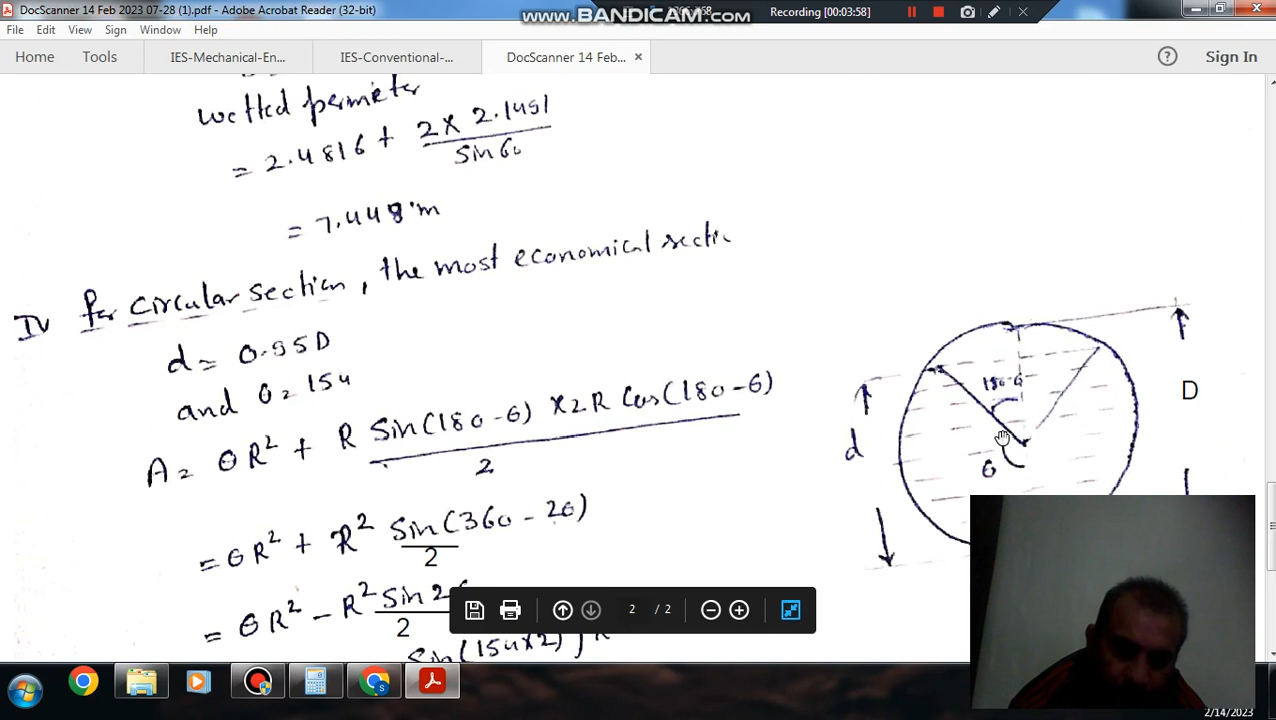 DocScanner 14 Feb 2023 07-28 (1).pdf - Adobe Acrobat Reader (32-bit)
www.BANDICAM.com
Recording [00:03:58]
File Edit View Sign Window Help
Home Tools IES-Mechanical-En... IES-Conventional-... DocScanner 14 Feb... × ? Sign In
wetted perimeter
= 2.4816 + 2 x 2.1491 / Sin 60
= 7.448 m
IV For circular section, the most economical sectio
d = 0.95D
and θ = 154
A = θR² + R Sin(180-θ) x 2R Cos(180-θ) / 2
= θR² + R² Sin(360 - 2θ) / 2
= θR² - R² Sin 2θ / 2
Sin(154x2) R
180-θ
θ
d
D
2 / 2
2/14/2023